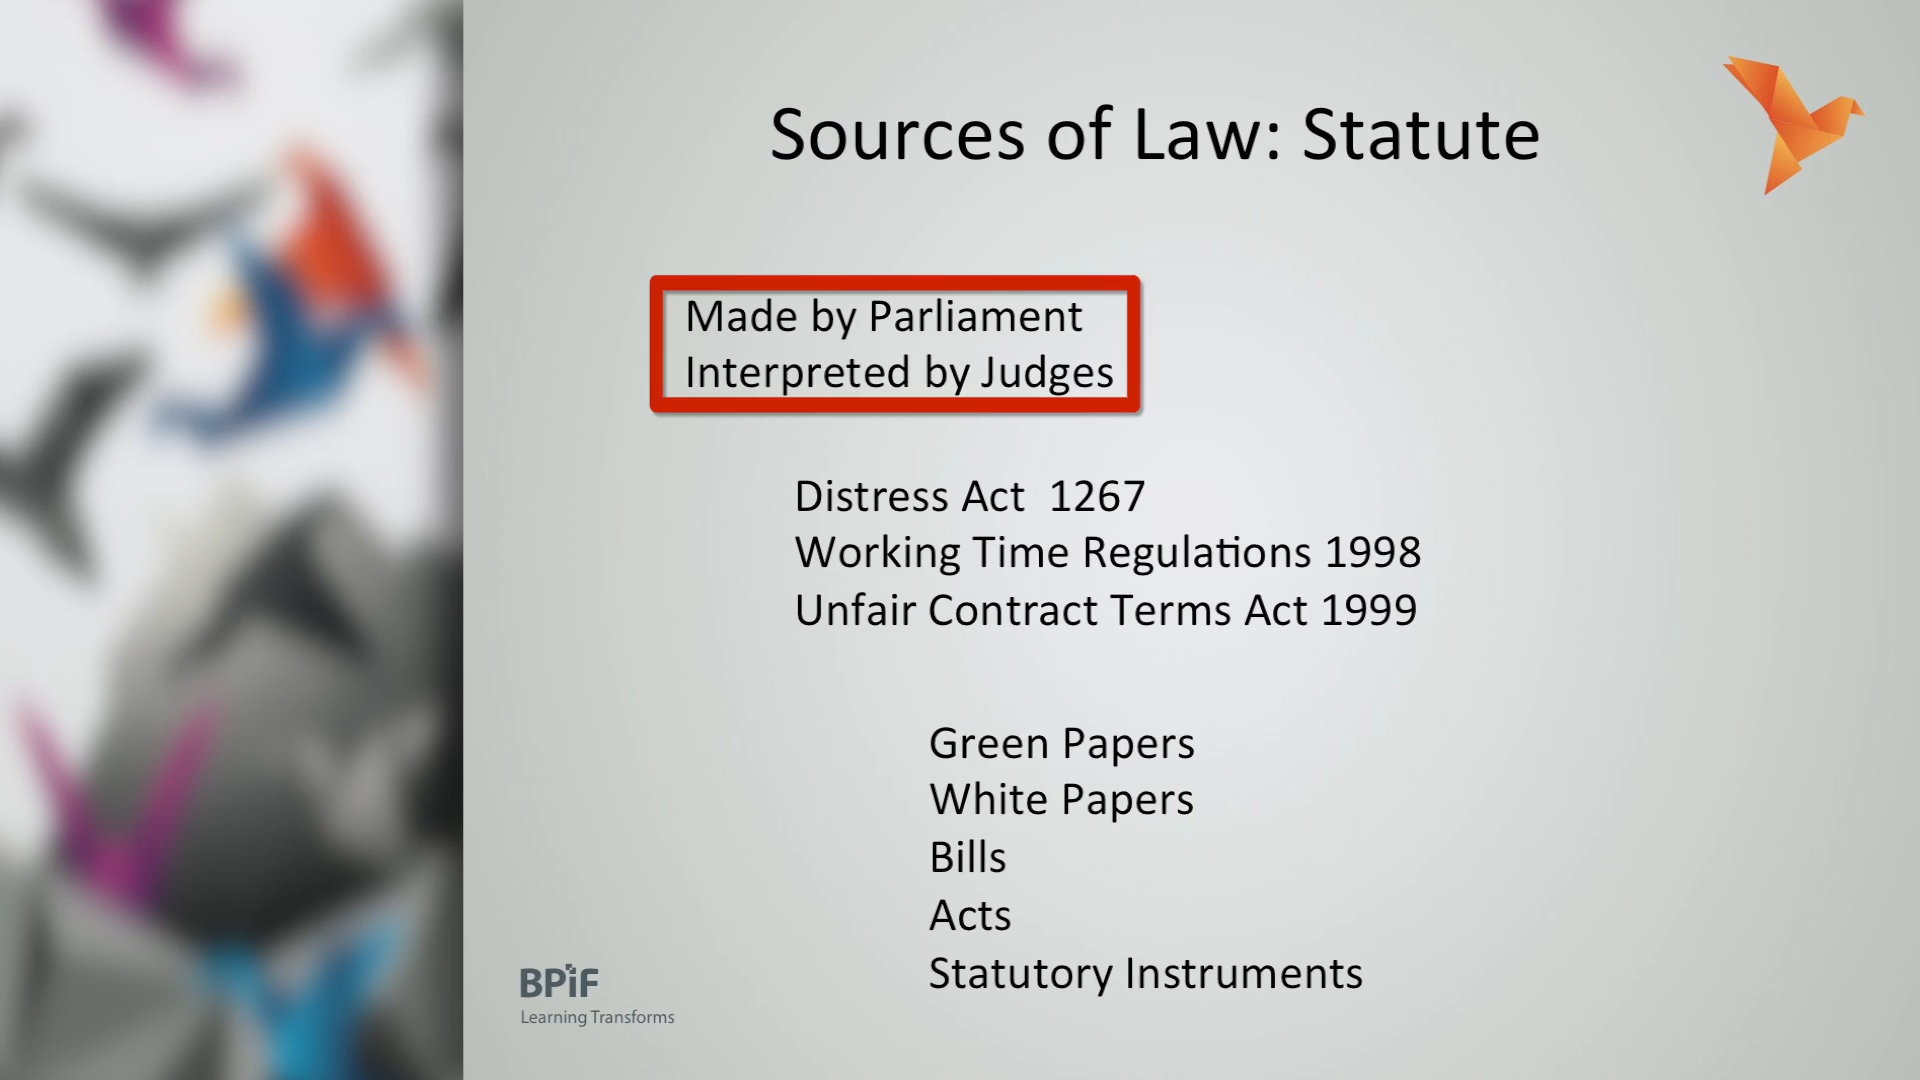 Sources of Law: Statute
Made by Parliament
Interpreted by Judges
Distress Act 1267
Working Time Regulations 1998
Unfair Contract Terms Act 1999
Green Papers
White Papers
Bills
Acts
Statutory Instruments
BPiF
Learning Transforms